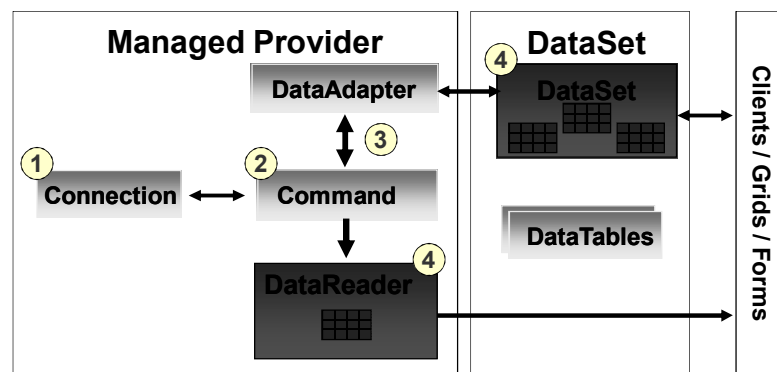 Managed Provider
DataSet
DataAdapter
4
DataSet
3
1
Connection
2
Command
DataTables
4
DataReader
Clients / Grids / Forms